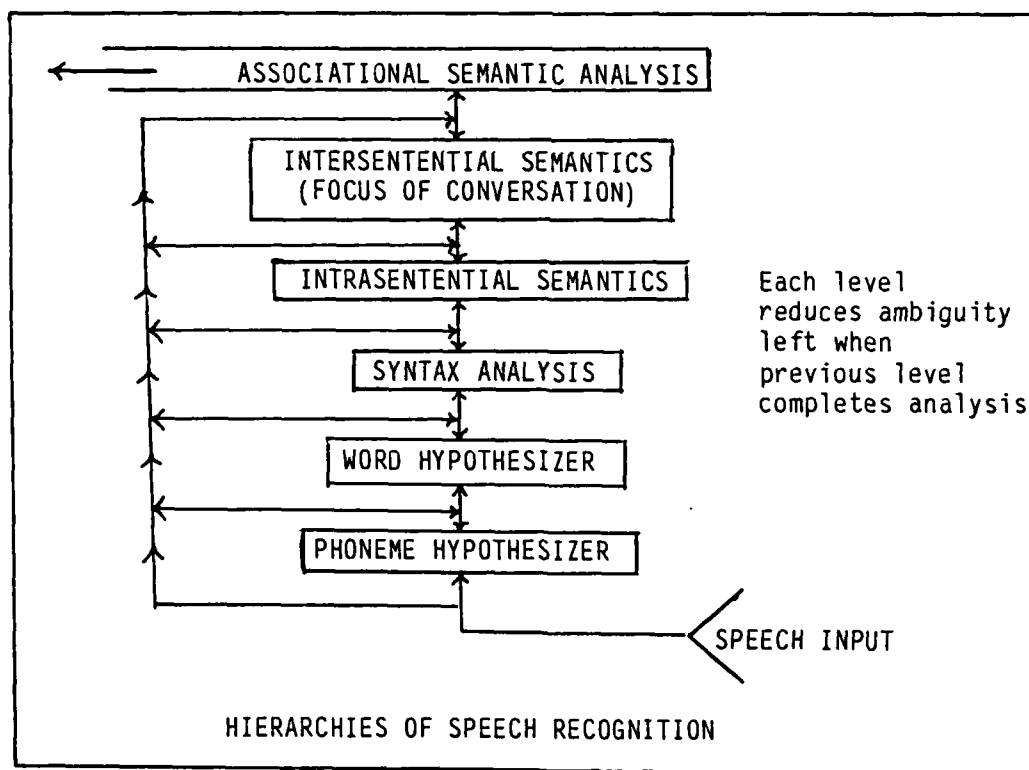 ASSOCIATIONAL SEMANTIC ANALYSIS
INTERSENTENTIAL SEMANTICS
(FOCUS OF CONVERSATION)
INTRASENTENTIAL SEMANTICS
Each level
reduces ambiguity
left when
previous level
completes analysis
SYNTAX ANALYSIS
WORD HYPOTHESIZER
PHONEME HYPOTHESIZER
SPEECH INPUT
HIERARCHIES OF SPEECH RECOGNITION